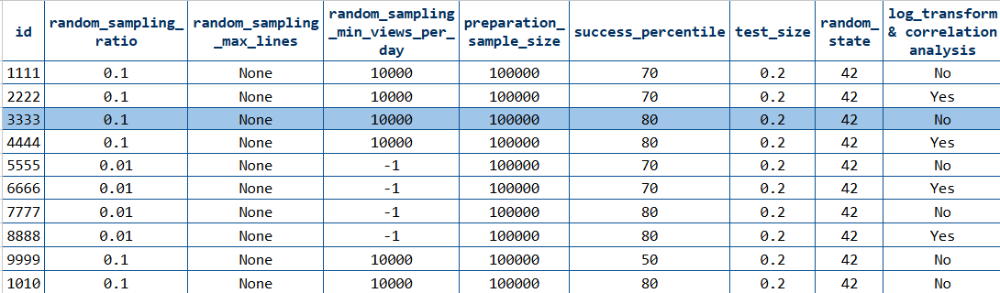 id random_sampling_ratio random_sampling_max_lines random_sampling_min_views_per_day preparation_sample_size success_percentile test_size random_state log_transform & correlation analysis
1111 0.1 None 10000 100000 70 0.2 42 No
2222 0.1 None 10000 100000 70 0.2 42 Yes
3333 0.1 None 10000 100000 80 0.2 42 No
4444 0.1 None 10000 100000 80 0.2 42 Yes
5555 0.01 None -1 100000 70 0.2 42 No
6666 0.01 None -1 100000 70 0.2 42 Yes
7777 0.01 None -1 100000 80 0.2 42 No
8888 0.01 None -1 100000 80 0.2 42 Yes
9999 0.1 None 10000 100000 50 0.2 42 No
1010 0.1 None 10000 100000 80 0.2 42 No